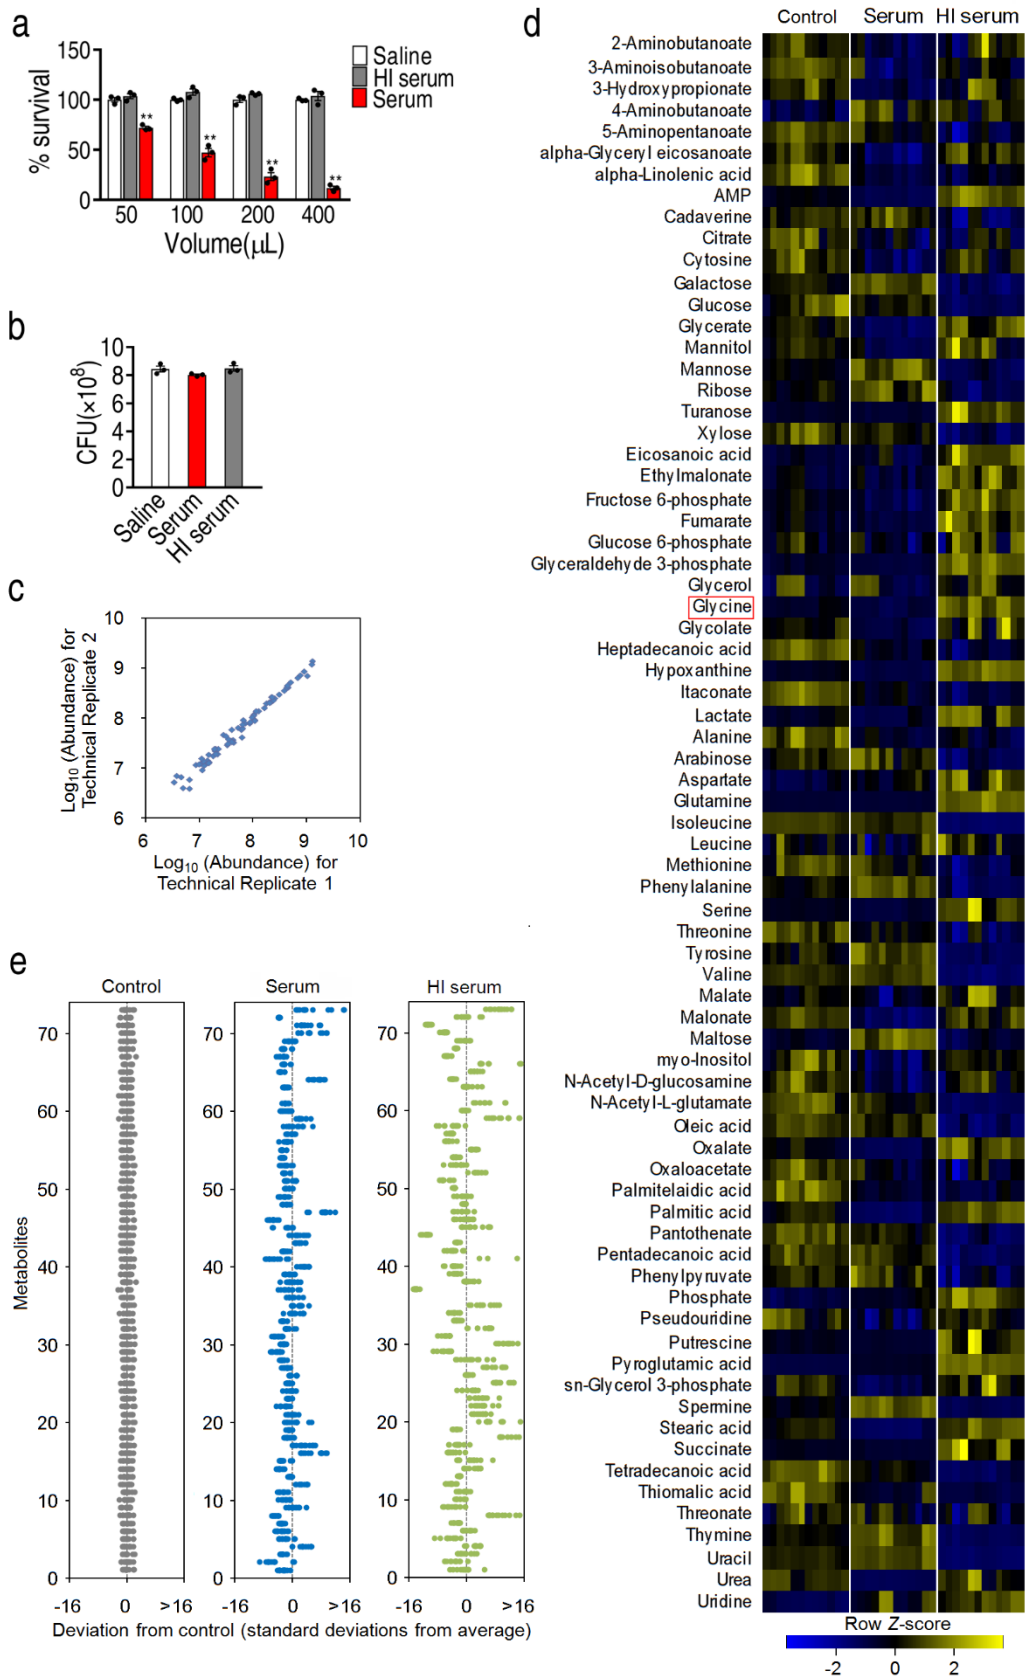 a
150
100
50
0
% survival
** ** ** **
50 100 200 400
Volume(µL)
Saline
HI serum
Serum
b
10
8
6
4
2
0
CFU(×10⁸)
Saline
Serum
HI serum
c
10
9
8
7
6
Log₁₀ (Abundance) for
Technical Replicate 2
6 7 8 9 10
Log₁₀ (Abundance) for
Technical Replicate 1
d
Control Serum HI serum
2-Aminobutanoate
3-Aminoisobutanoate
3-Hydroxypropionate
4-Aminobutanoate
5-Aminopentanoate
alpha-Glyceryl eicosanoate
alpha-Linolenic acid
AMP
Cadaverine
Citrate
Cytosine
Galactose
Glucose
Glycerate
Mannitol
Mannose
Ribose
Turanose
Xylose
Eicosanoic acid
Ethylmalonate
Fructose 6-phosphate
Fumarate
Glucose 6-phosphate
Glyceraldehyde 3-phosphate
Glycerol
Glycine
Glycolate
Heptadecanoic acid
Hypoxanthine
Itaconate
Lactate
Alanine
Arabinose
Aspartate
Glutamine
Isoleucine
Leucine
Methionine
Phenylalanine
Serine
Threonine
Tyrosine
Valine
Malate
Malonate
Maltose
myo-Inositol
N-Acetyl-D-glucosamine
N-Acetyl-L-glutamate
Oleic acid
Oxalate
Oxaloacetate
Palmitelaidic acid
Palmitic acid
Pantothenate
Pentadecanoic acid
Phenylpyruvate
Phosphate
Pseudouridine
Putrescine
Pyroglutamic acid
sn-Glycerol 3-phosphate
Spermine
Stearic acid
Succinate
Tetradecanoic acid
Thiomalic acid
Threonate
Thymine
Uracil
Urea
Uridine
Row Z-score
-2 0 2
e
Control Serum HI serum
70 70 70
60 60 60
50 50 50
40 40 40
30 30 30
20 20 20
10 10 10
0 0 0
Metabolites
-16 0 >16 -16 0 >16 -16 0 >16
Deviation from control (standard deviations from average)